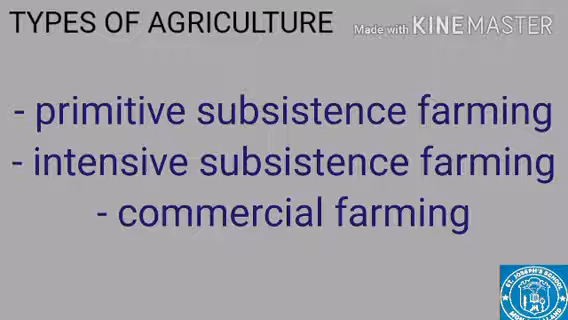 TYPES OF AGRICULTURE
Made with KINEMASTER
- primitive subsistence farming
- intensive subsistence farming
- commercial farming
ST. JOSEPH'S SCHOOL